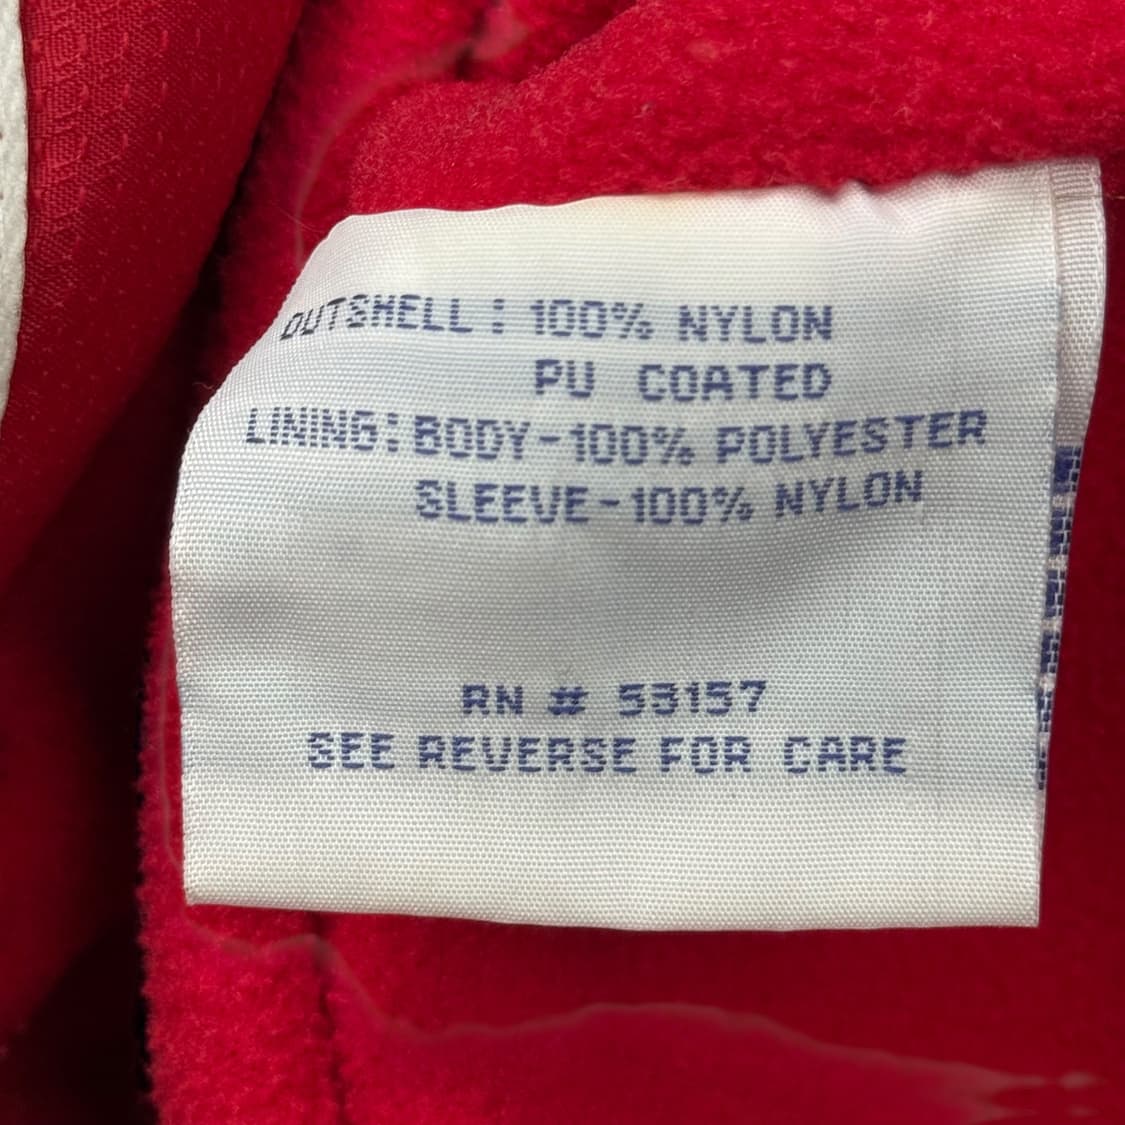 OUTSHELL: 100% NYLON
PU COATED
LINING: BODY-100% POLYESTER
SLEEVE-100% NYLON
RN # 53157
SEE REVERSE FOR CARE